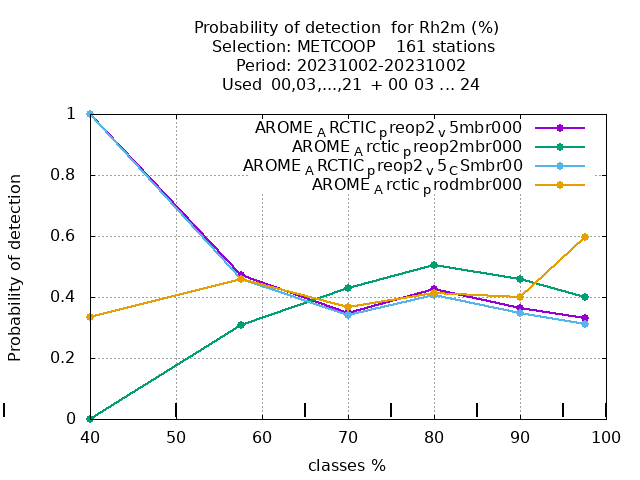 Probability of detection for Rh2m (%)
Selection: METCOOP 161 stations
Period: 20231002-20231002
Used 00,03,...,21 + 00 03 ... 24
AROME_ARCTIC_preop2_v5mbr000
AROME_Arctic_preop2mbr000
AROME_ARCTIC_preop2_v5_CSmbr00
AROME_Arctic_prodmbr000
Probability of detection
1
0.8
0.6
0.4
0.2
0
40 50 60 70 80 90 100
classes %